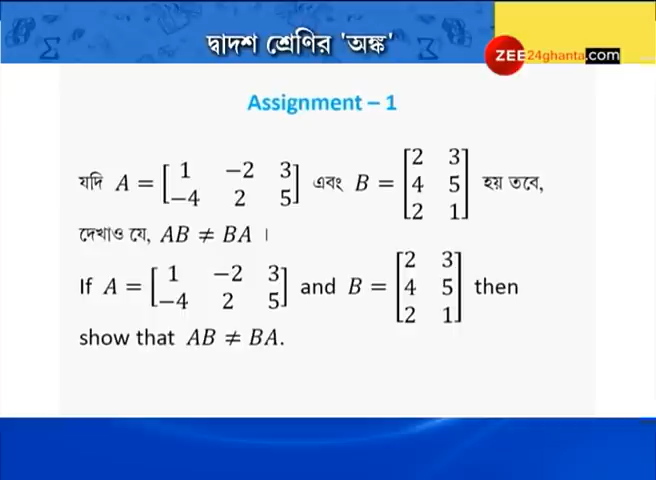 দ্বাদশ শ্রেণির 'অঙ্ক'
ZEE24ghanta.com
Assignment – 1
যদি A = [1 −2 3; −4 2 5] এবং B = [2 3; 4 5; 2 1] হয় তবে,
দেখাও যে, AB ≠ BA ।
If A = [1 −2 3; −4 2 5] and B = [2 3; 4 5; 2 1] then
show that AB ≠ BA.